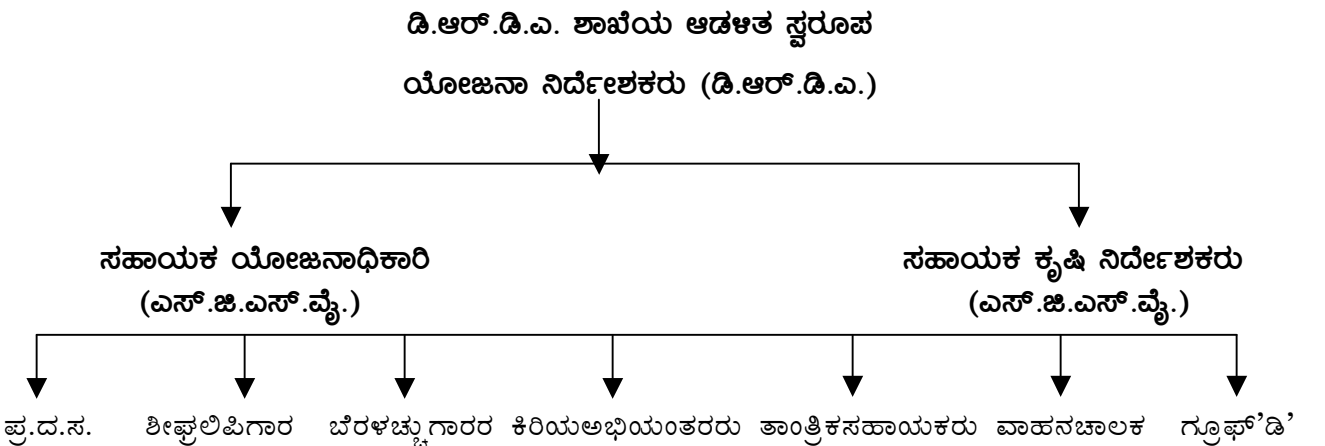 ಡಿ.ಆರ್.ಡಿ.ಎ. ಶಾಖೆಯ ಆಡಳಿತ ಸ್ವರೂಪ
ಯೋಜನಾ ನಿರ್ದೇಶಕರು (ಡಿ.ಆರ್.ಡಿ.ಎ.)
ಸಹಾಯಕ ಯೋಜನಾಧಿಕಾರಿ ಸಹಾಯಕ ಕೃಷಿ ನಿರ್ದೇಶಕರು
(ಎಸ್.ಜಿ.ಎಸ್.ವೈ.) (ಎಸ್.ಜಿ.ಎಸ್.ವೈ.)
ಪ್ರ.ದ.ಸ. ಶೀಘ್ರಲಿಪಿಗಾರ ಬೆರಳಚ್ಚುಗಾರರ ಕಿರಿಯಅಭಿಯಂತರರು ತಾಂತ್ರಿಕಸಹಾಯಕರು ವಾಹನಚಾಲಕ ಗ್ರೂಫ್’ಡಿ’